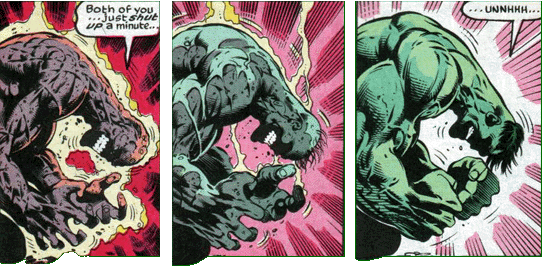 Both of you
...just shut
up a minute...
...UNNHHH...